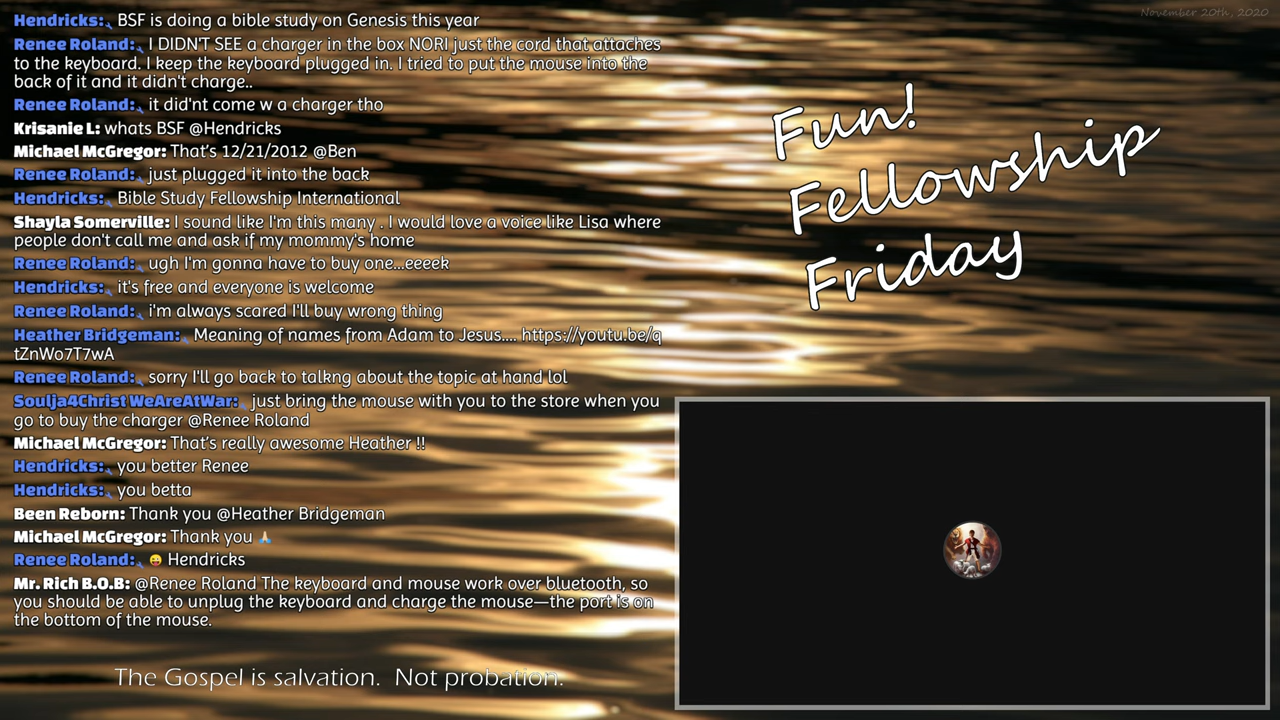 November 20th, 2020
Hendricks: BSF is doing a bible study on Genesis this year
Renee Roland: I DIDN'T SEE a charger in the box NORI just the cord that attaches
to the keyboard. I keep the keyboard plugged in. I tried to put the mouse into the
back of it and it didn't charge..
Renee Roland: it did'nt come w a charger tho
Krisanie L: whats BSF @Hendricks
Michael McGregor: That's 12/21/2012 @Ben
Renee Roland: just plugged it into the back
Hendricks: Bible Study Fellowship International
Shayla Somerville: I sound like I'm this many . I would love a voice like Lisa where
people don't call me and ask if my mommy's home
Renee Roland: ugh I'm gonna have to buy one...eeeek
Hendricks: it's free and everyone is welcome
Renee Roland: i'm always scared I'll buy wrong thing
Heather Bridgeman: Meaning of names from Adam to Jesus.... https://youtu.be/q
tZnWo7T7wA
Renee Roland: sorry I'll go back to talkng about the topic at hand lol
Soulja4Christ WeAreAtWar: just bring the mouse with you to the store when you
go to buy the charger @Renee Roland
Michael McGregor: That's really awesome Heather !!
Hendricks: you better Renee
Hendricks: you betta
Been Reborn: Thank you @Heather Bridgeman
Michael McGregor: Thank you 🙏
Renee Roland: 😛 Hendricks
Mr. Rich B.O.B: @Renee Roland The keyboard and mouse work over bluetooth, so
you should be able to unplug the keyboard and charge the mouse—the port is on
the bottom of the mouse.
The Gospel is salvation. Not probation.
Fun!
Fellowship
Friday